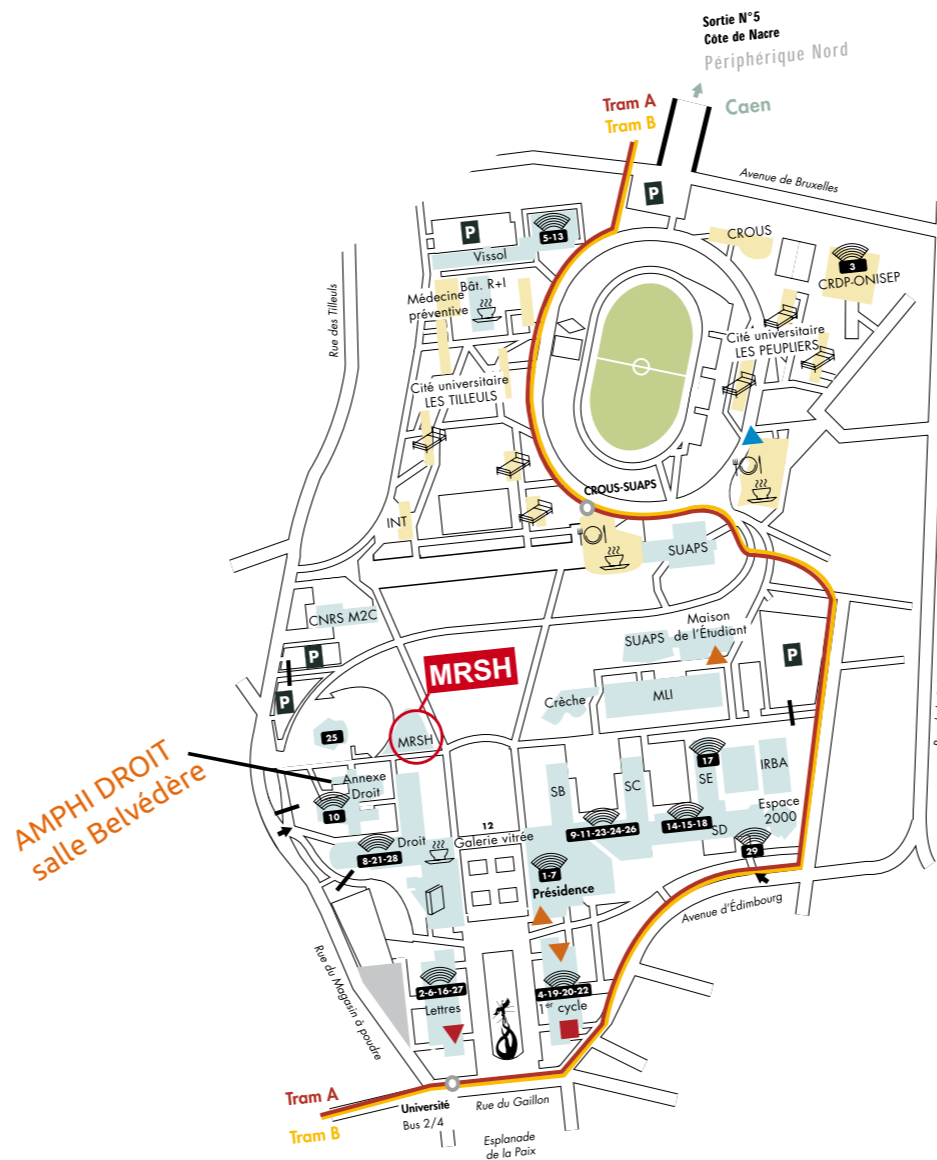 Sortie N°5
Côte de Nacre
Périphérique Nord
Caen
Tram A
Tram B
Avenue de Bruxelles
P
P
5-13
Vissol
CROUS
3
CRDP-ONISEP
Rue des Tilleuls
Bât. R+I
Médecine
préventive
Cité universitaire
LES PEUPLIERS
Cité universitaire
LES TILLEULS
CROUS-SUAPS
INT
SUAPS
CNRS M2C
Maison
de l'Étudiant
SUAPS
P
P
P
MRSH
Crèche
MLI
MRSH
25
17
AMPHI DROIT
salle Belvédère
Annexe
Droit
10
SB
SC
SE
IRBA
Espace
2000
12
9-11-23-24-26
14-15-18
SD
Droit
Galerie vitrée
8-21-28
29
1-7
Présidence
Avenue d'Édimbourg
Rue du Magasin à poudre
2-6-16-27
Lettres
4-19-20-22
1er cycle
Tram A
Tram B
Université
Bus 2/4
Rue du Gaillon
Esplanade
de la Paix